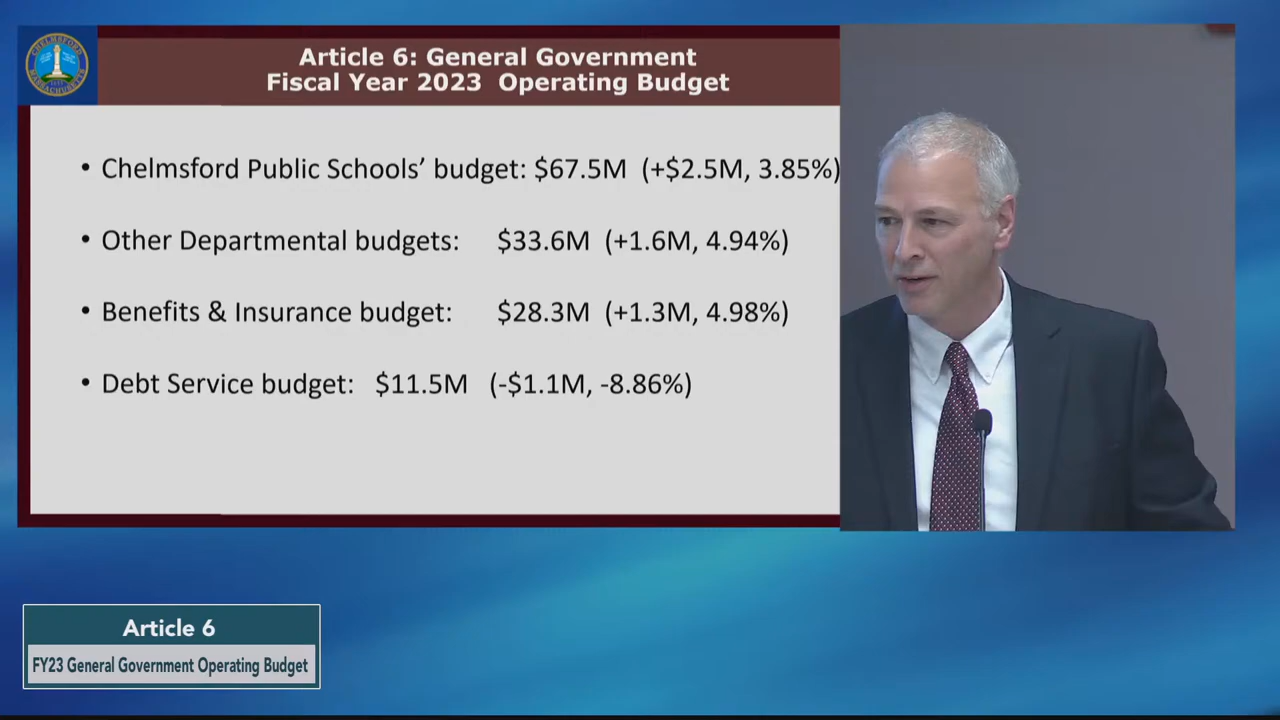 CHELMSFORD
MASSACHUSETTS
Article 6: General Government
Fiscal Year 2023 Operating Budget
• Chelmsford Public Schools’ budget: $67.5M (+$2.5M, 3.85%)
• Other Departmental budgets: $33.6M (+1.6M, 4.94%)
• Benefits & Insurance budget: $28.3M (+1.3M, 4.98%)
• Debt Service budget: $11.5M (-$1.1M, -8.86%)
Article 6
FY23 General Government Operating Budget